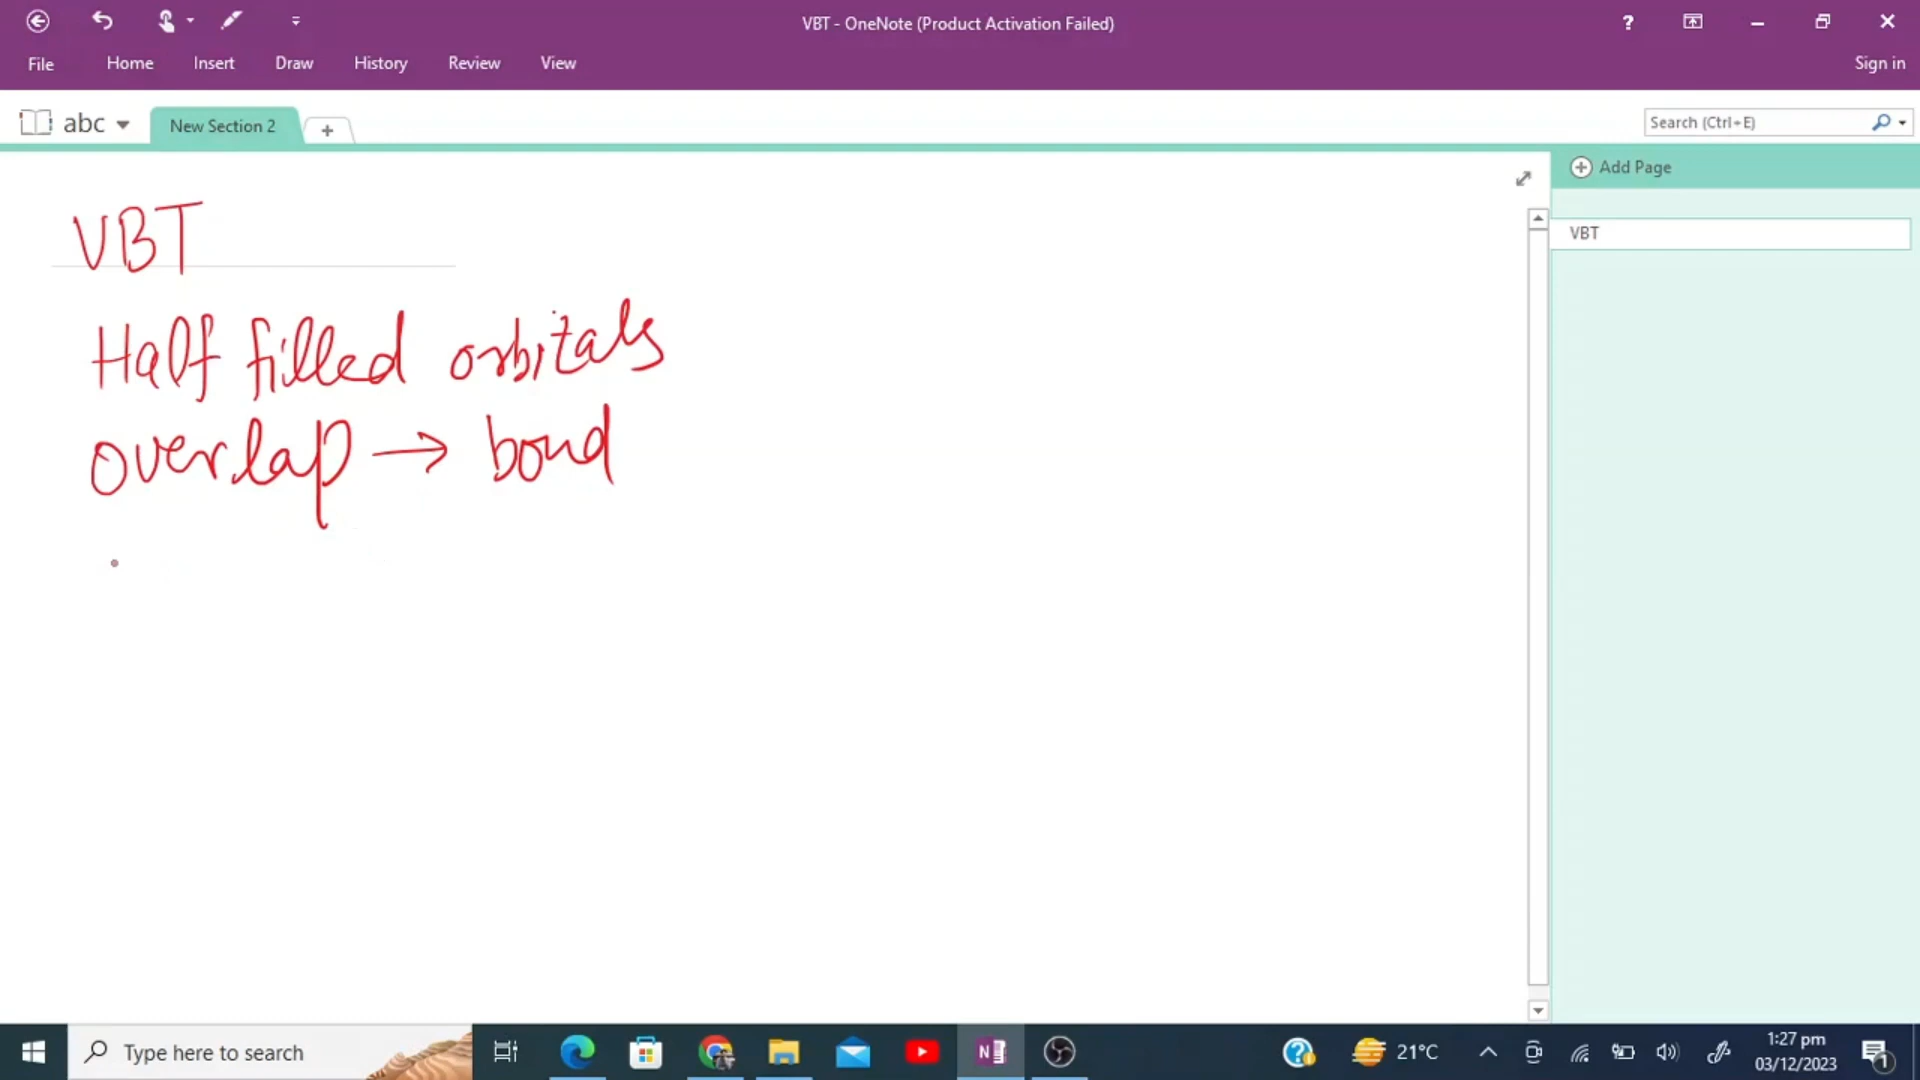 VBT - OneNote (Product Activation Failed)
?
File Home Insert Draw History Review View
Sign in
abc
New Section 2
+
Search (Ctrl+E)
Add Page
VBT
VBT
Half filled orbitals
overlap → bond
Type here to search
N
21°C
1:27 pm
03/12/2023
1